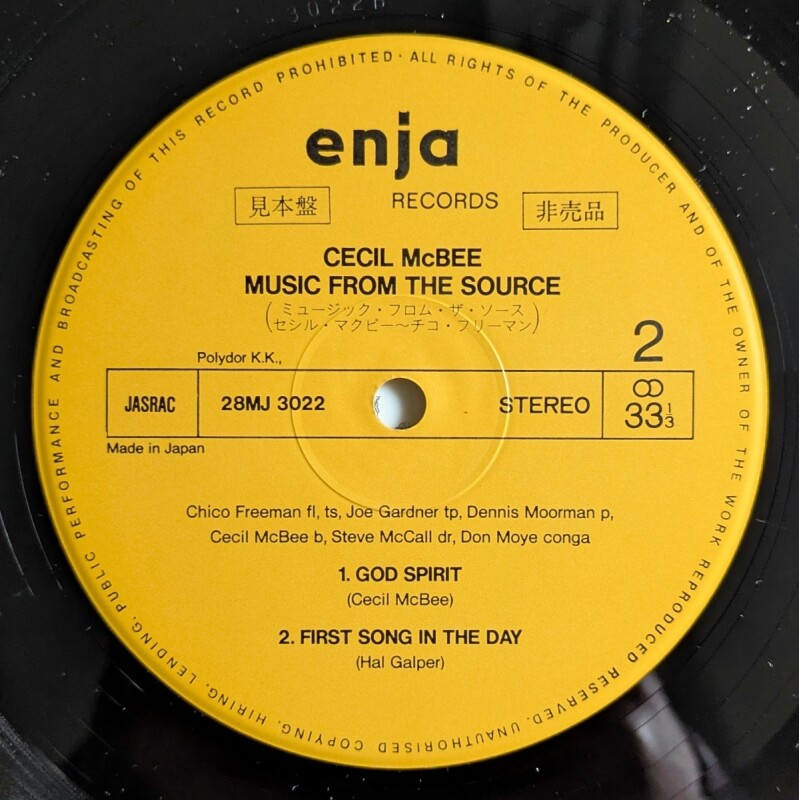 3022B
PUBLIC PERFORMANCE AND BROADCASTING OF THIS RECORD PROHIBITED · ALL RIGHTS OF THE PRODUCER AND OF THE OWNER OF THE WORK REPRODUCED RESERVED. UNAUTHORISED COPYING, HIRING, LENDING,
enja
見本盤 RECORDS 非売品
CECIL McBEE
MUSIC FROM THE SOURCE
(ミュージック・フロム・ザ・ソース
セシル・マクビー〜チコ・フリーマン)
2
Polydor K.K.,
JASRAC 28MJ 3022 STEREO 33 1/3
Made in Japan
Chico Freeman fl, ts, Joe Gardner tp, Dennis Moorman p,
Cecil McBee b, Steve McCall dr, Don Moye conga
1. GOD SPIRIT
(Cecil McBee)
2. FIRST SONG IN THE DAY
(Hal Galper)